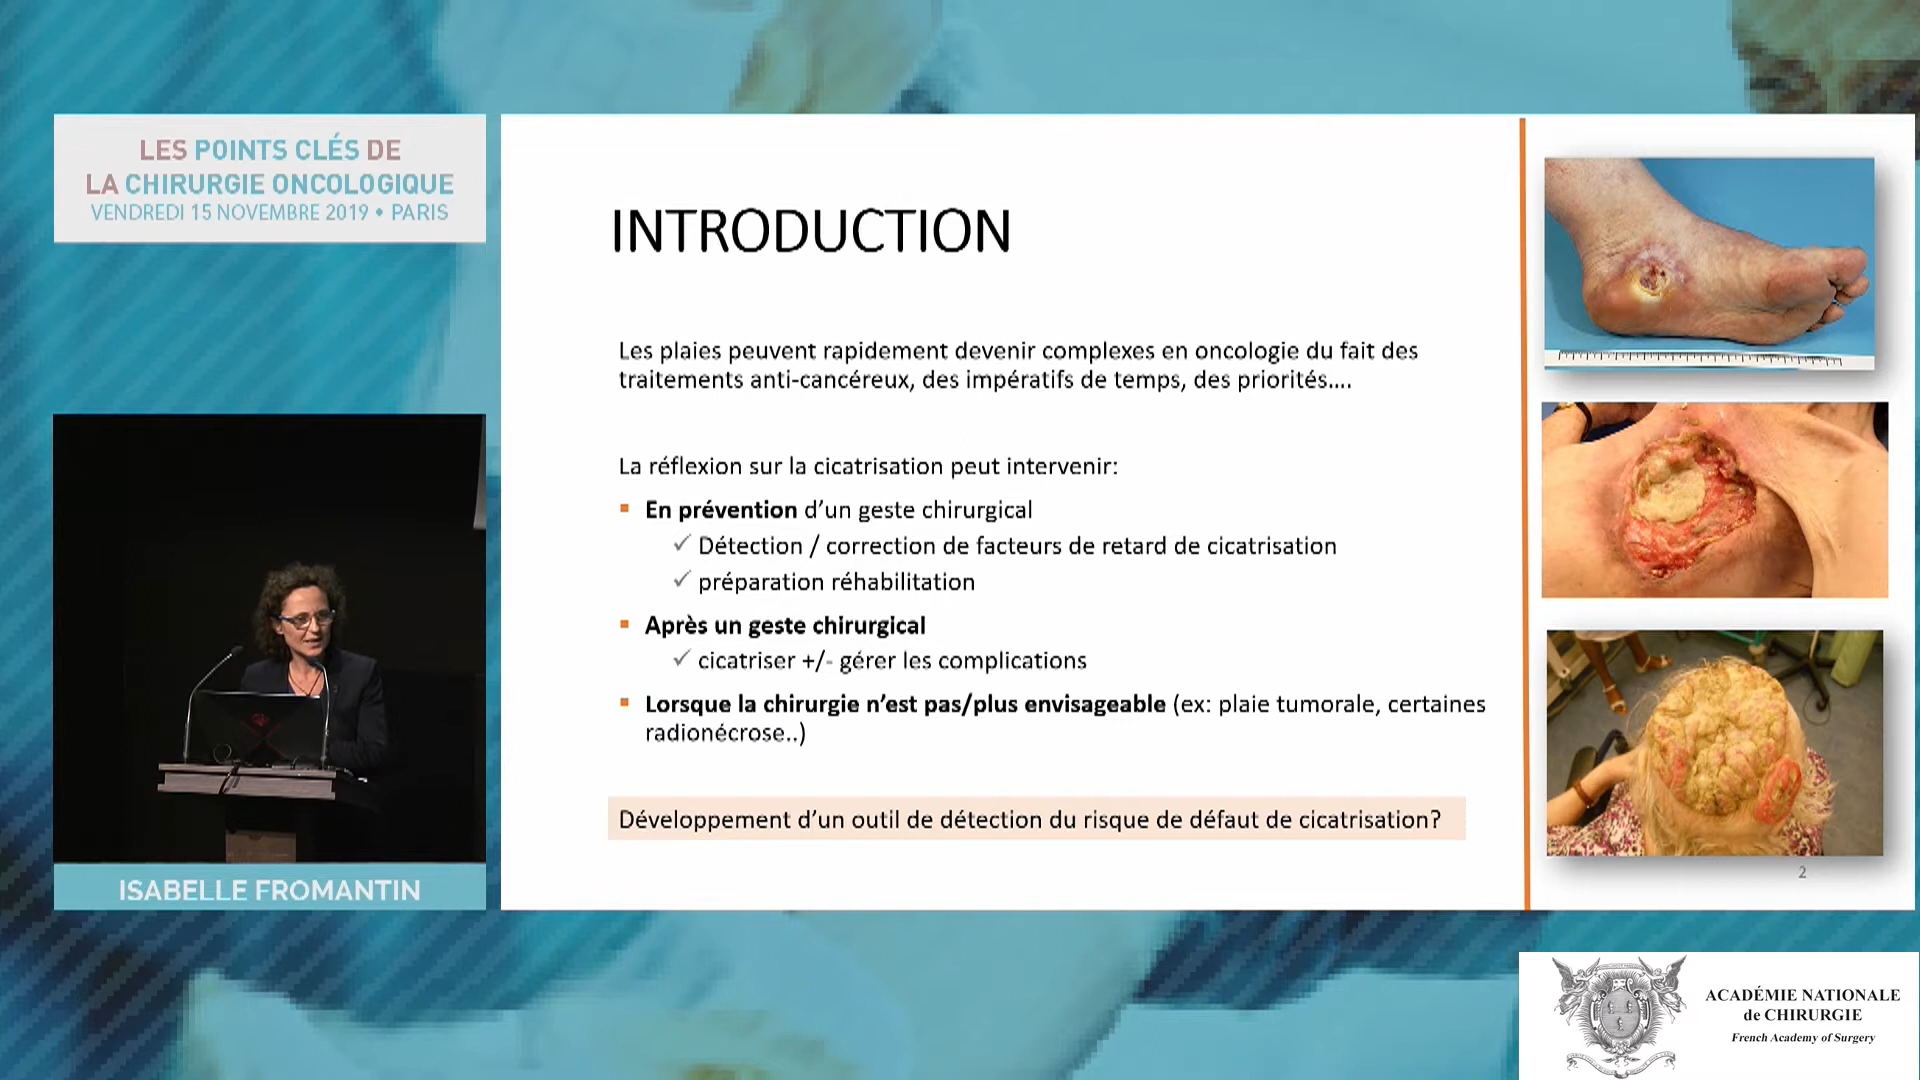 LES POINTS CLÉS DE
LA CHIRURGIE ONCOLOGIQUE
VENDREDI 15 NOVEMBRE 2019 • PARIS
ISABELLE FROMANTIN
INTRODUCTION
Les plaies peuvent rapidement devenir complexes en oncologie du fait des
traitements anti-cancéreux, des impératifs de temps, des priorités….
La réflexion sur la cicatrisation peut intervenir:
▪ En prévention d’un geste chirurgical
✓ Détection / correction de facteurs de retard de cicatrisation
✓ préparation réhabilitation
▪ Après un geste chirurgical
✓ cicatriser +/- gérer les complications
▪ Lorsque la chirurgie n’est pas/plus envisageable (ex: plaie tumorale, certaines
radionécrose..)
Développement d’un outil de détection du risque de défaut de cicatrisation?
2
ACADÉMIE NATIONALE
de CHIRURGIE
French Academy of Surgery